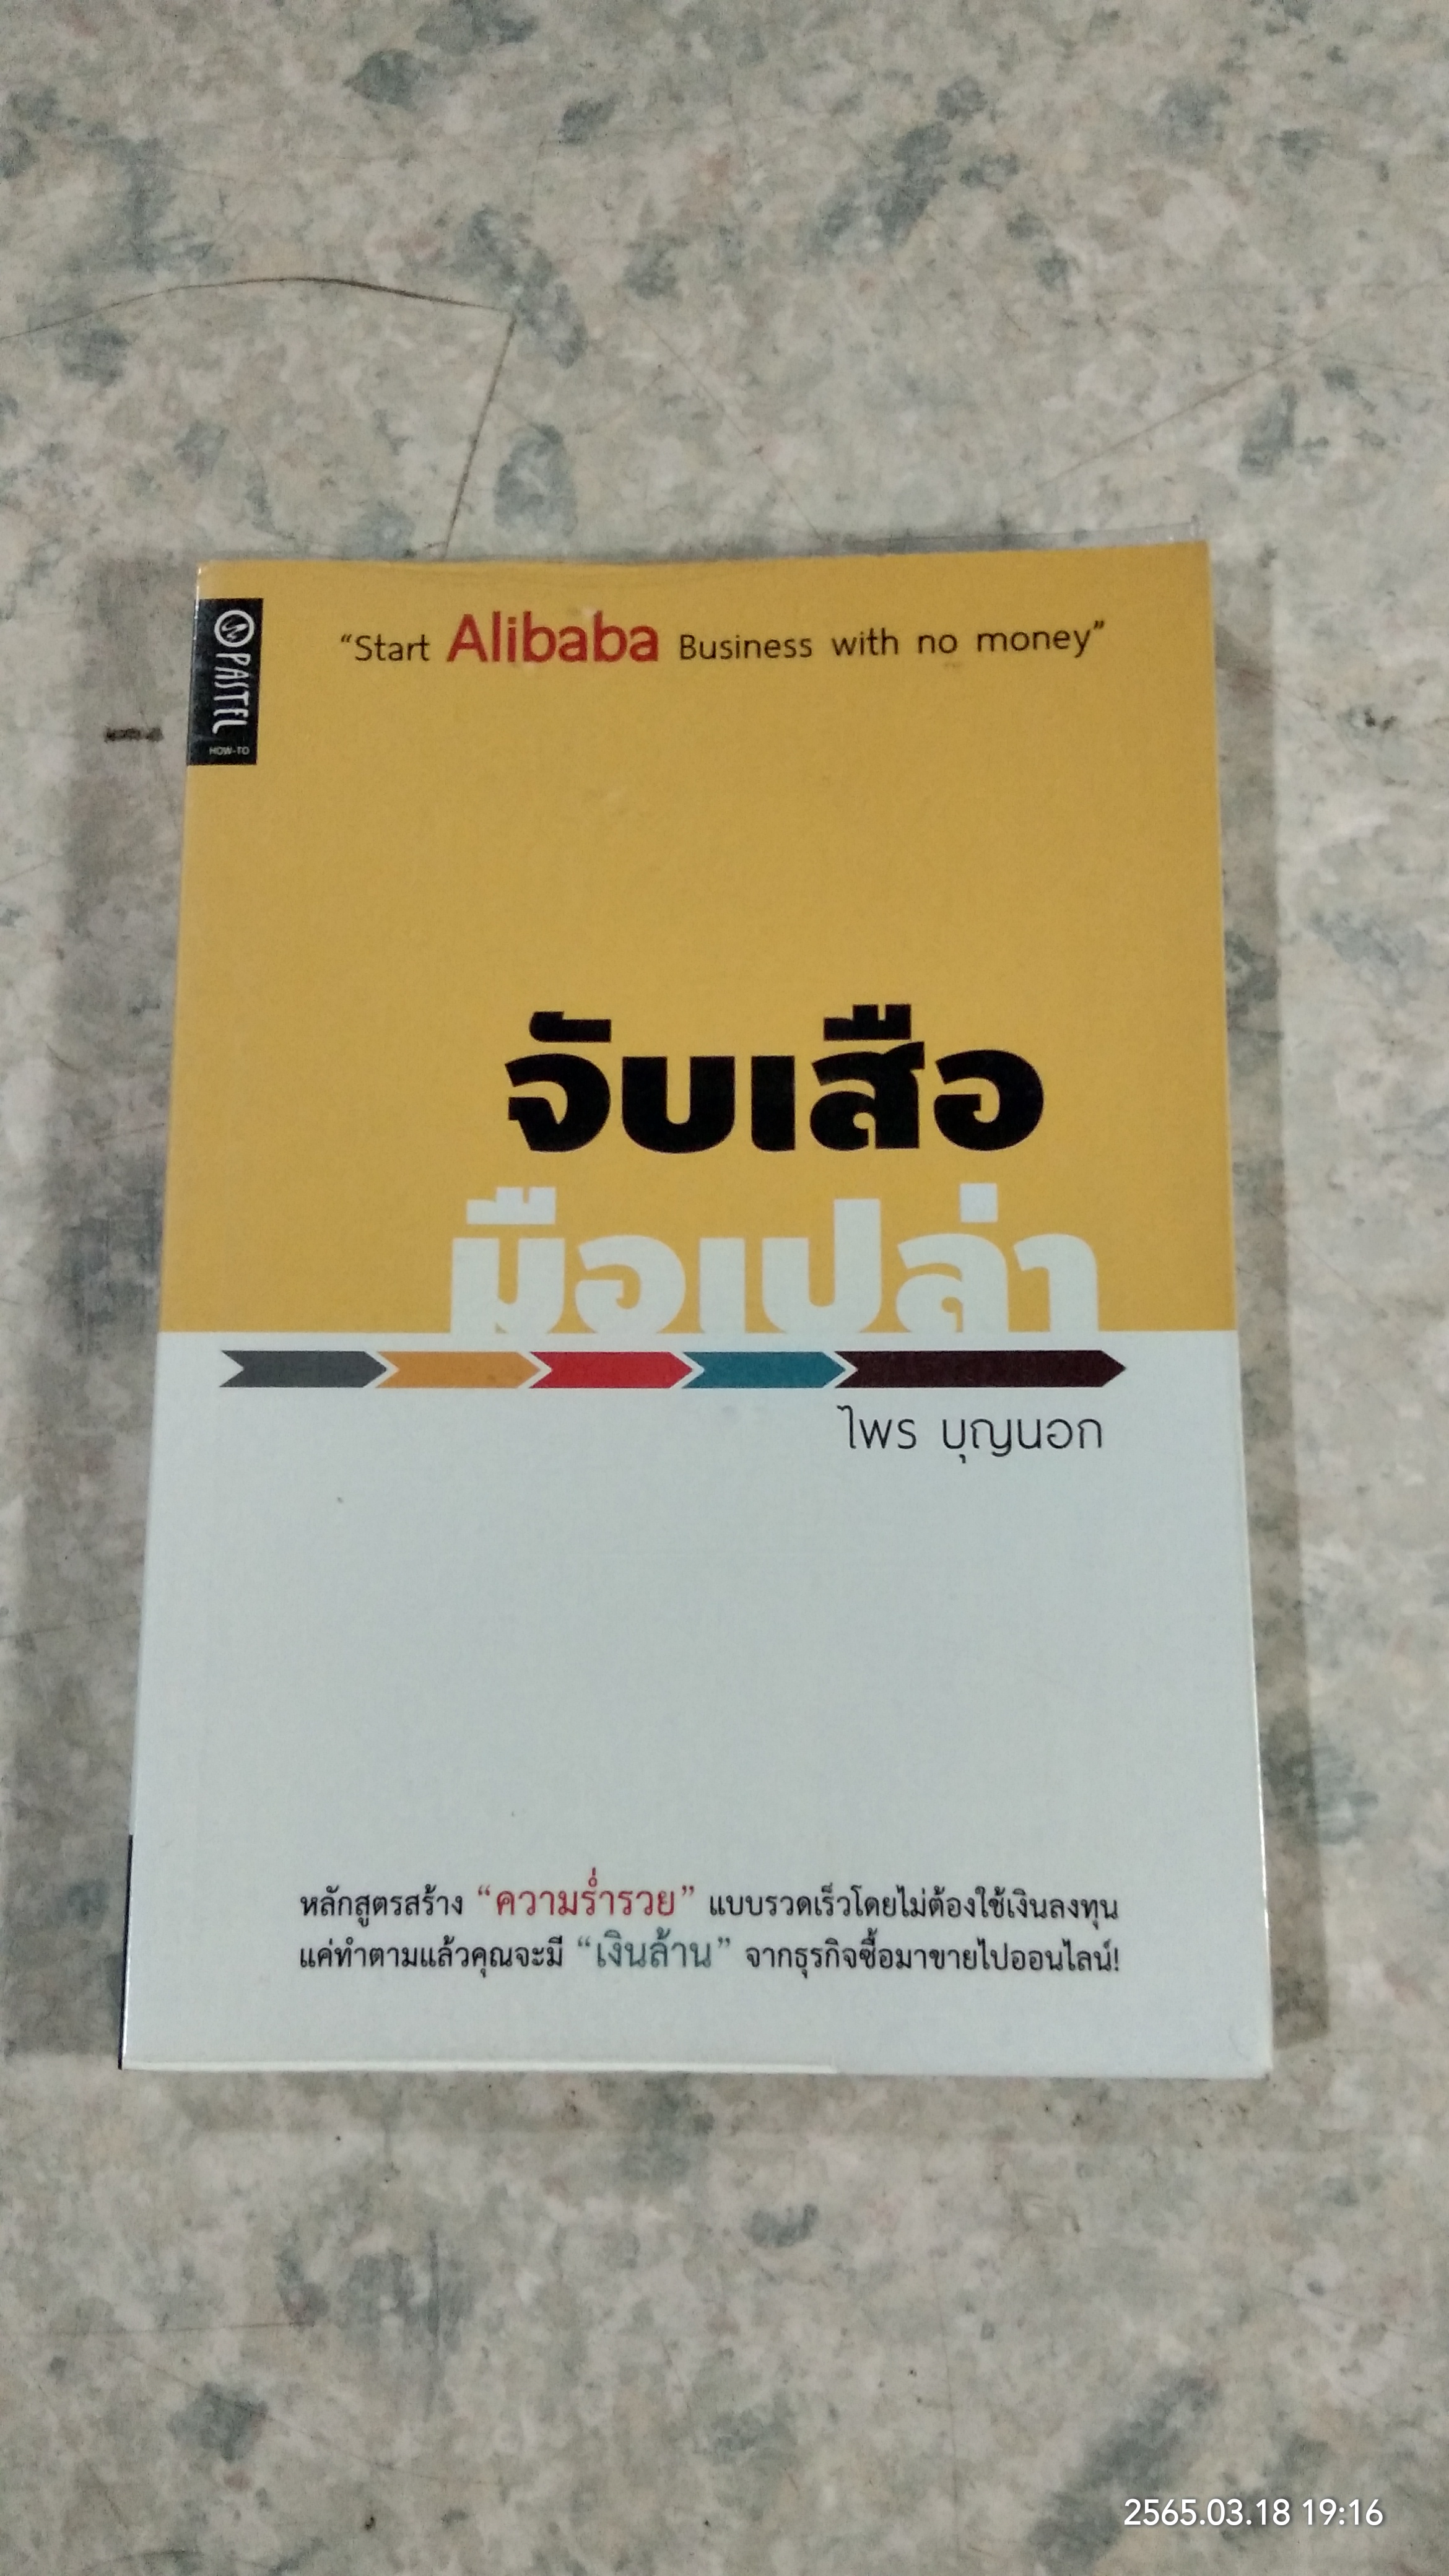 PASTEL
HOW-TO
“Start Alibaba Business with no money”
จับเสือ
มือเปล่า
ไพร บุญนอก
หลักสูตรสร้าง “ความร่ำรวย” แบบรวดเร็วโดยไม่ต้องใช้เงินลงทุน
แค่ทำตามแล้วคุณจะมี “เงินล้าน” จากธุรกิจซื้อมาขายไปออนไลน์!
2565.03.18 19:16